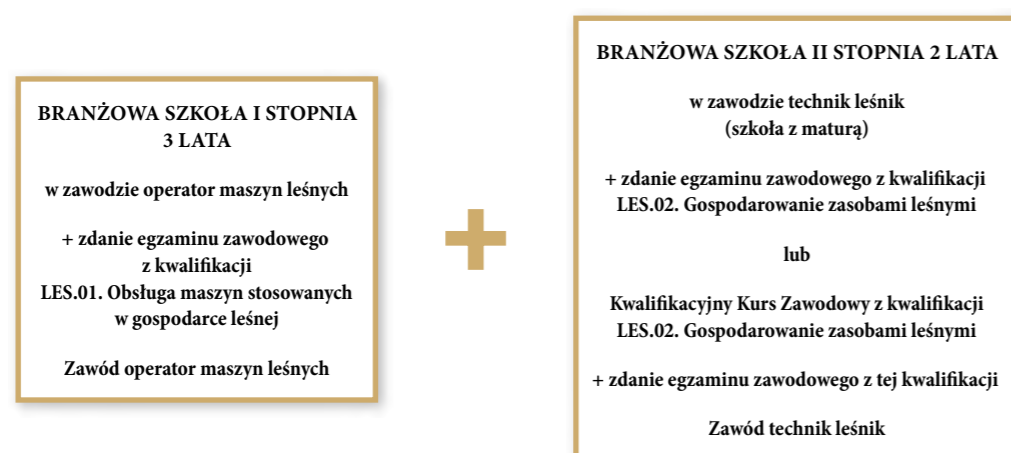 BRANŻOWA SZKOŁA I STOPNIA
3 LATA
w zawodzie operator maszyn leśnych
+ zdanie egzaminu zawodowego
z kwalifikacji
LES.01. Obsługa maszyn stosowanych
w gospodarce leśnej
Zawód operator maszyn leśnych
+
BRANŻOWA SZKOŁA II STOPNIA 2 LATA
w zawodzie technik leśnik
(szkoła z maturą)
+ zdanie egzaminu zawodowego z kwalifikacji
LES.02. Gospodarowanie zasobami leśnymi
lub
Kwalifikacyjny Kurs Zawodowy z kwalifikacji
LES.02. Gospodarowanie zasobami leśnymi
+ zdanie egzaminu zawodowego z tej kwalifikacji
Zawód technik leśnik